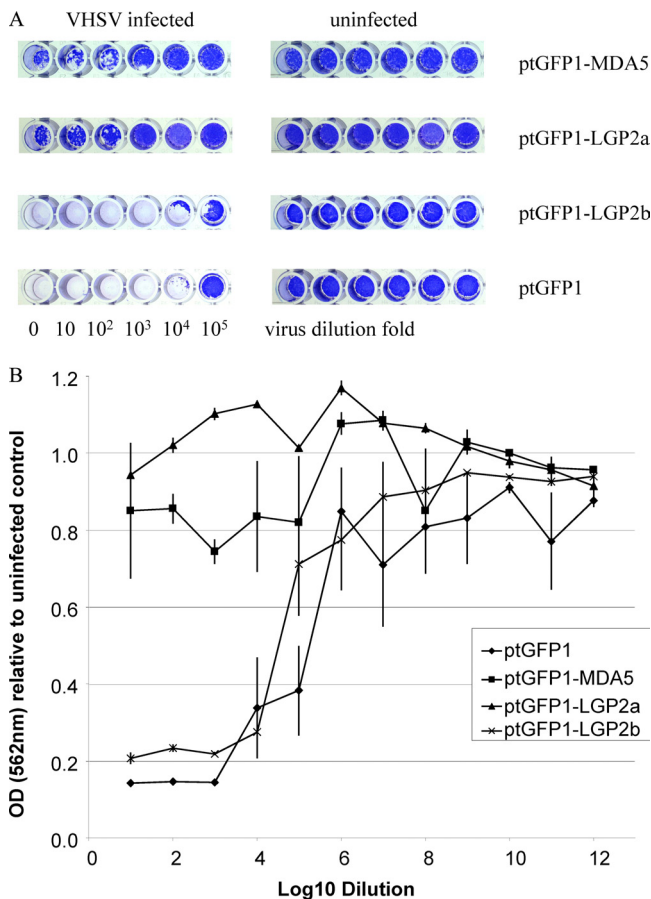 A
VHSV infected
uninfected
ptGFP1-MDA5
ptGFP1-LGP2a
ptGFP1-LGP2b
ptGFP1
0 10 10² 10³ 10⁴ 10⁵ virus dilution fold
B
1.2
1.0
0.8
0.6
0.4
0.2
0.0
OD (562nm) relative to uninfected control
ptGFP1
ptGFP1-MDA5
ptGFP1-LGP2a
ptGFP1-LGP2b
0 2 4 6 8 10 12
Log10 Dilution